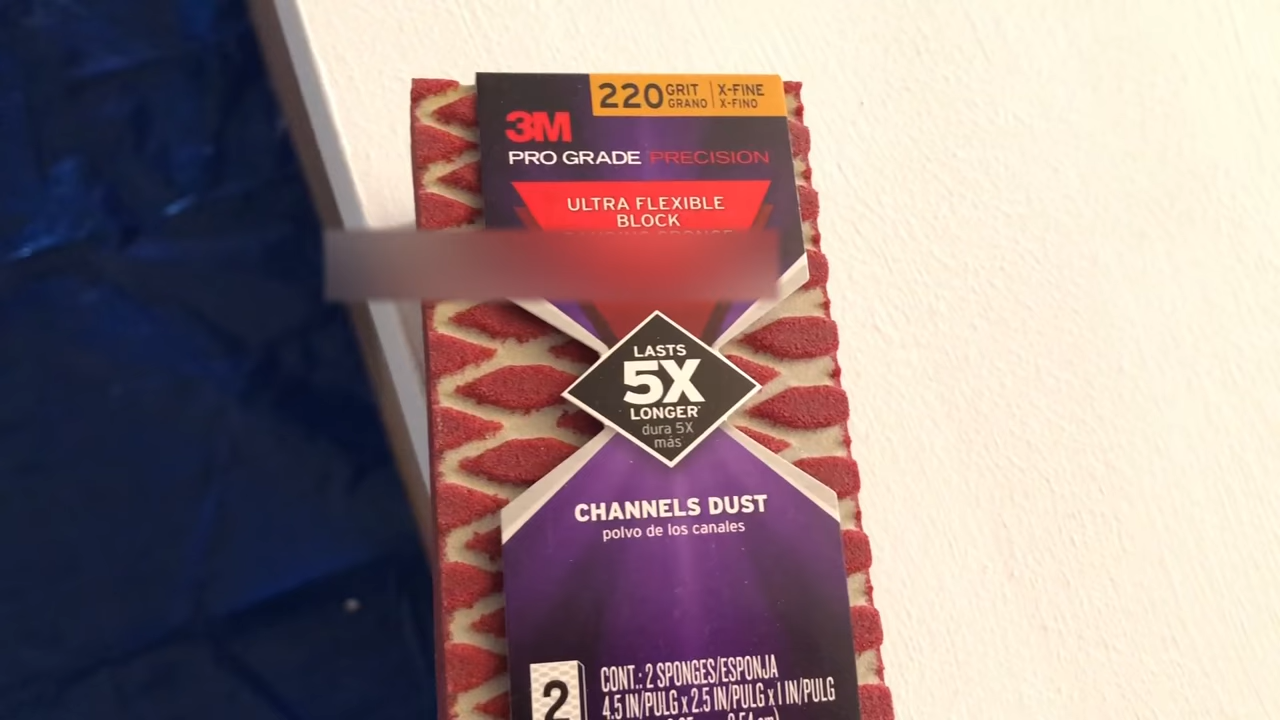 220 GRIT GRANO | X-FINE X-FINO
3M
PRO GRADE PRECISION
ULTRA FLEXIBLE
BLOCK
LASTS
5X
LONGER*
dura 5X
más*
CHANNELS DUST
polvo de los canales
2
CONT.: 2 SPONGES/ESPONJA
4.5 IN/PULG x 2.5 IN/PULG x 1 IN/PULG